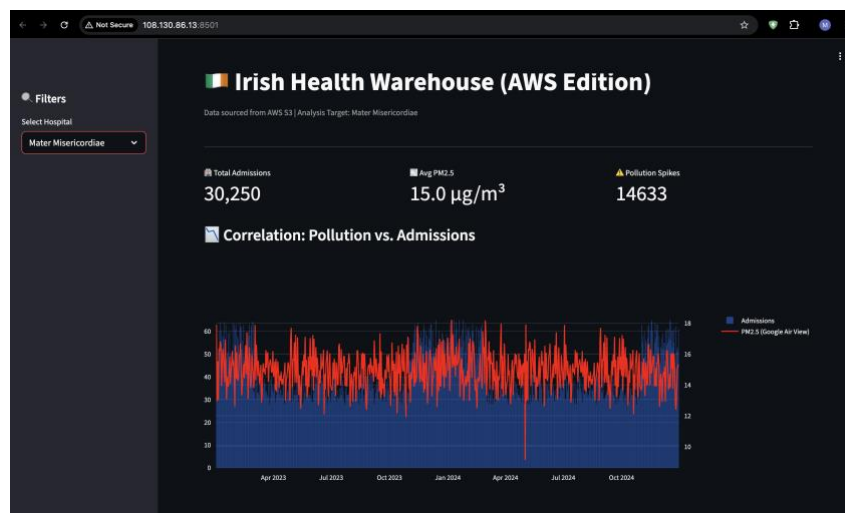 Not Secure 108.130.86.13:8501
M
Irish Health Warehouse (AWS Edition)
Data sourced from AWS S3 | Analysis Target: Mater Misericordiae
Filters
Select Hospital
Mater Misericordiae
Total Admissions
30,250
Avg PM2.5
15.0 µg/m³
Pollution Spikes
14633
Correlation: Pollution vs. Admissions
Admissions
PM2.5 (Google Air View)
60
50
40
30
20
10
0
18
16
14
12
10
Apr 2023 Jul 2023 Oct 2023 Jan 2024 Apr 2024 Jul 2024 Oct 2024